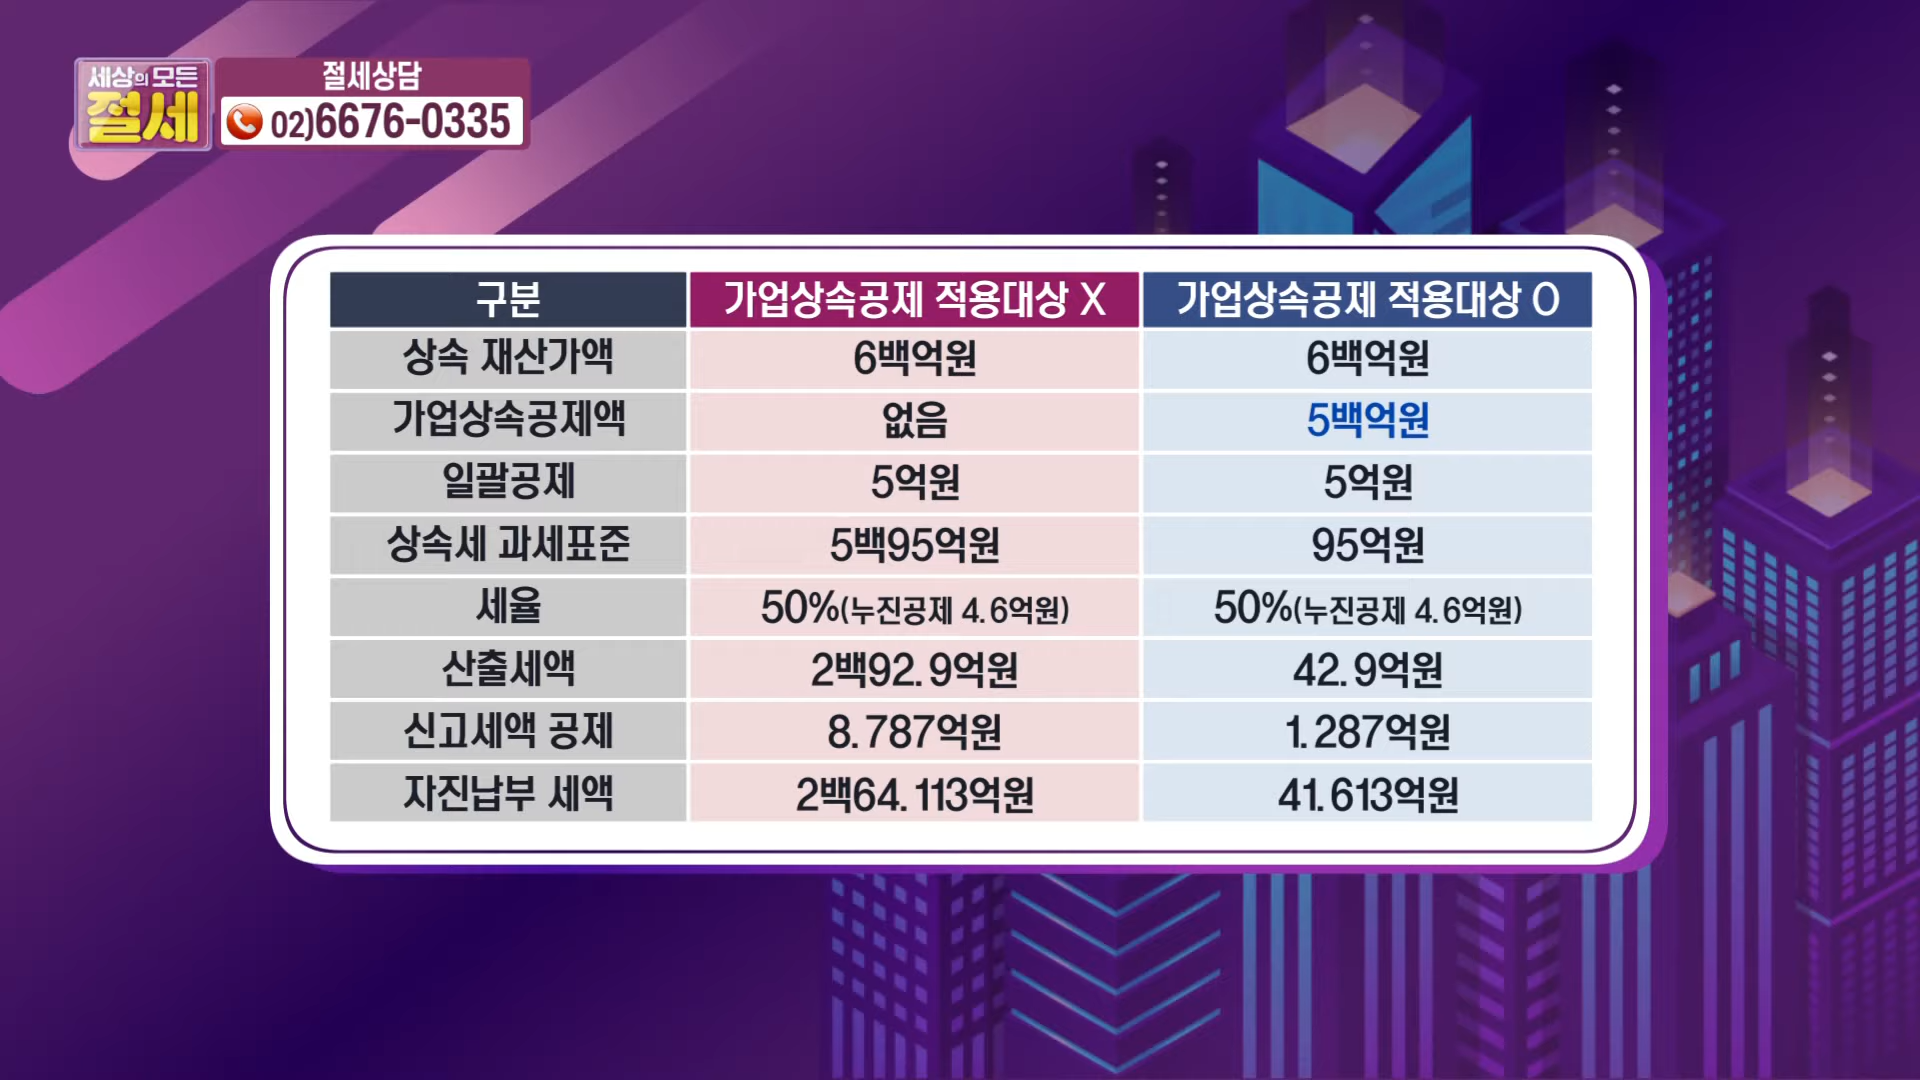 세상의 모든
절세
절세상담
02)6676-0335
구분 가업상속공제 적용대상 X 가업상속공제 적용대상 O
상속 재산가액 6백억원 6백억원
가업상속공제액 없음 5백억원
일괄공제 5억원 5억원
상속세 과세표준 5백95억원 95억원
세율 50%(누진공제 4.6억원) 50%(누진공제 4.6억원)
산출세액 2백92.9억원 42.9억원
신고세액 공제 8.787억원 1.287억원
자진납부 세액 2백64.113억원 41.613억원